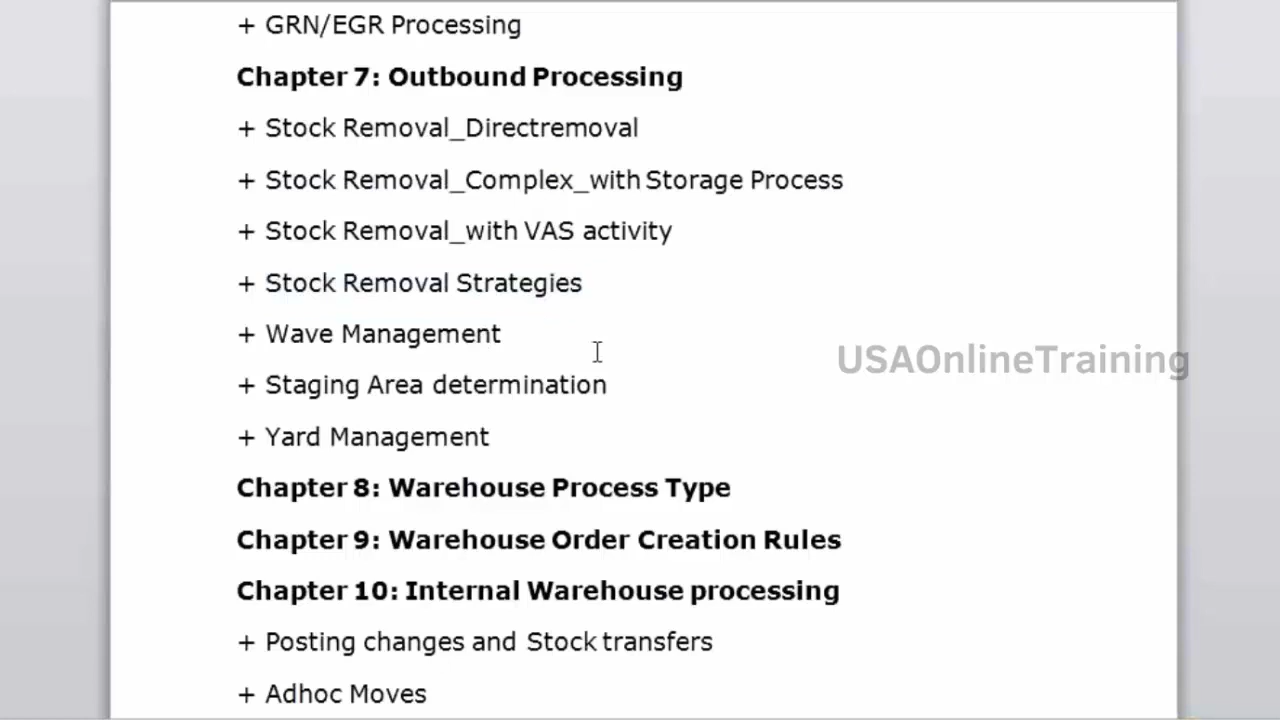 + GRN/EGR Processing
Chapter 7: Outbound Processing
+ Stock Removal_Directremoval
+ Stock Removal_Complex_with Storage Process
+ Stock Removal_with VAS activity
+ Stock Removal Strategies
+ Wave Management
USAOnlineTraining
+ Staging Area determination
+ Yard Management
Chapter 8: Warehouse Process Type
Chapter 9: Warehouse Order Creation Rules
Chapter 10: Internal Warehouse processing
+ Posting changes and Stock transfers
+ Adhoc Moves